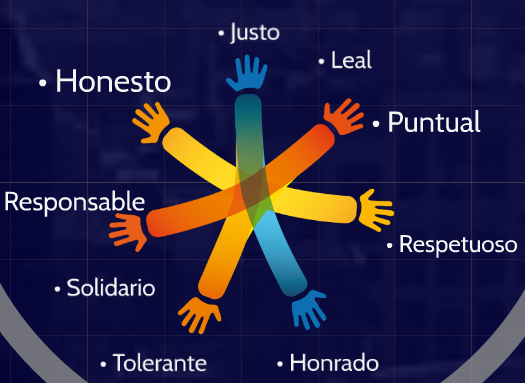 • Justo
• Leal
• Honesto
• Puntual
Responsable
• Respetuoso
• Solidario
• Tolerante
• Honrado